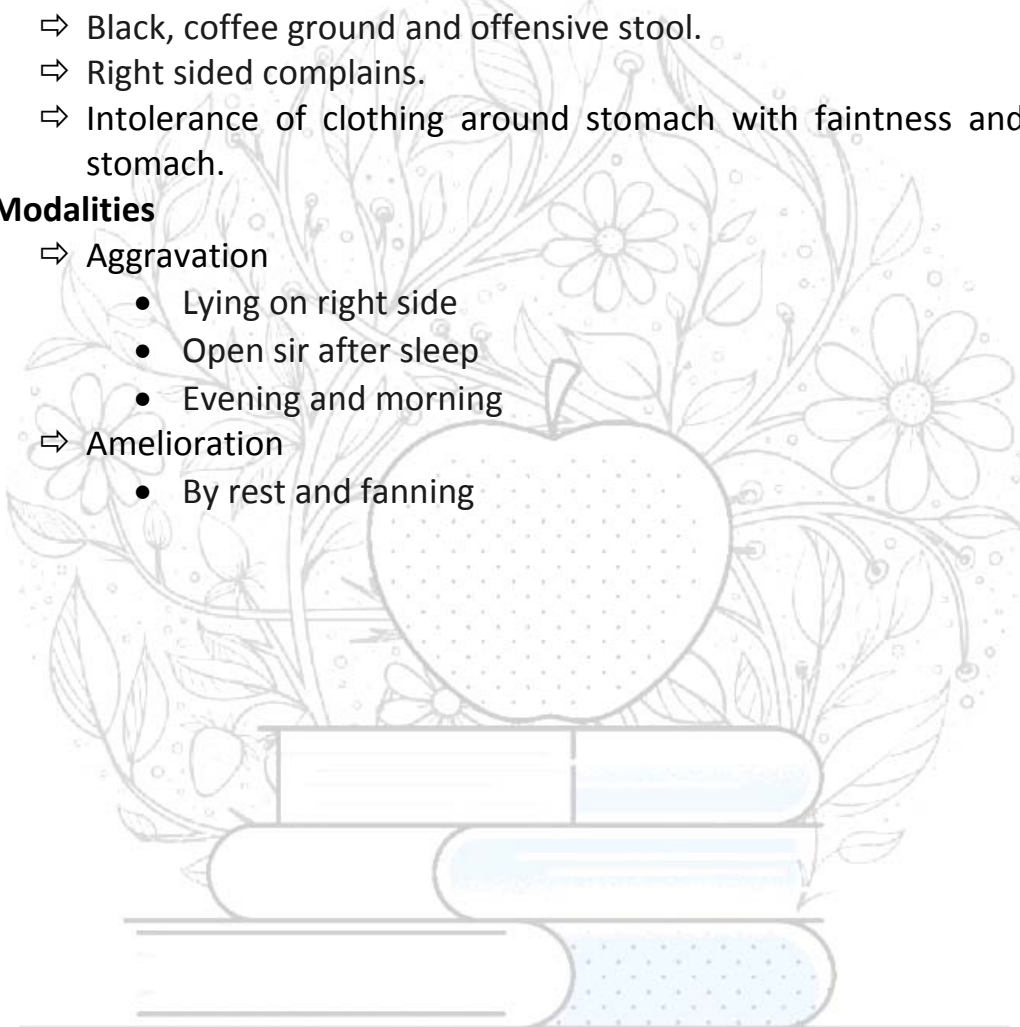 ⇨ Black, coffee ground and offensive stool.
⇨ Right sided complains.
⇨ Intolerance of clothing around stomach with faintness and
stomach.
Modalities
⇨ Aggravation
• Lying on right side
• Open sir after sleep
• Evening and morning
⇨ Amelioration
• By rest and fanning